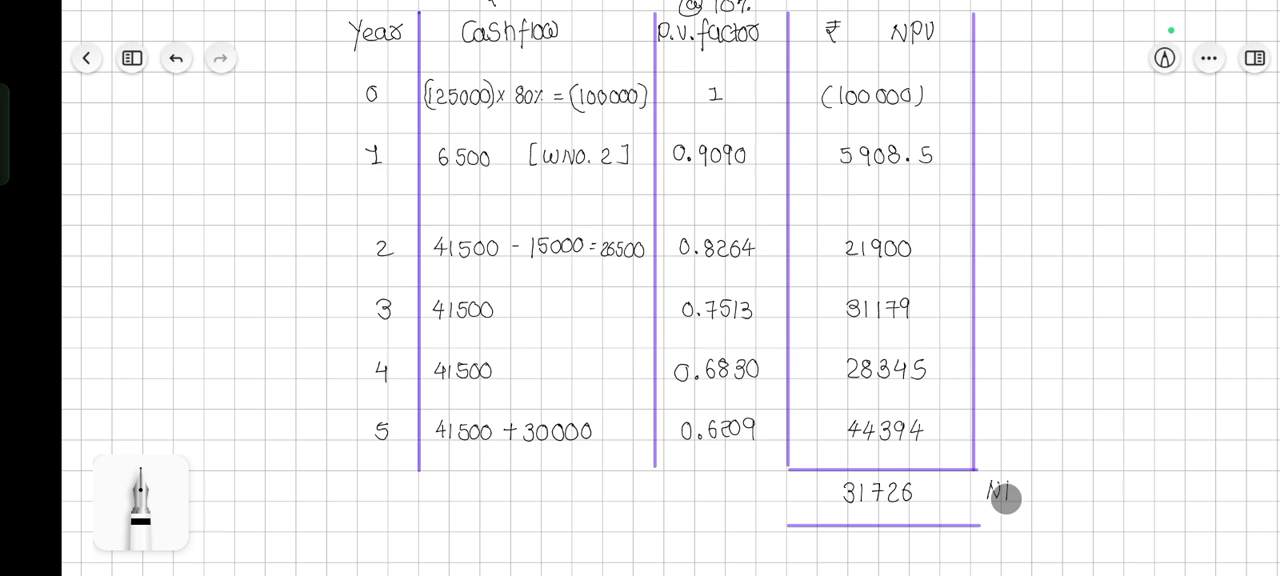 @ 10%
Year Cashflow P.V.factor ₹ NPV
0 (125000)x 80% = (100000) 1 (100000)
1 6500 [WNO. 2] 0.9090 5908.5
2 41500 - 15000 = 26500 0.8264 21900
3 41500 0.7513 31179
4 41500 0.6830 28345
5 41500 + 30000 0.6209 44394
31726 NP